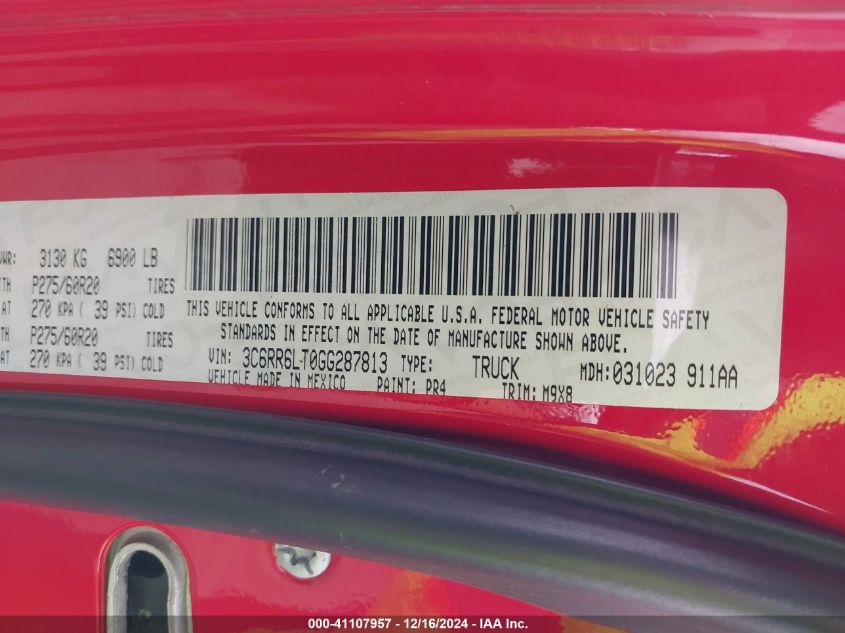 WR: 3130 KG 6900 LB
TH P275/60R20 TIRES
AT 270 KPA ( 39 PSI) COLD
TH P275/60R20 TIRES
AT 270 KPA ( 39 PSI) COLD
THIS VEHICLE CONFORMS TO ALL APPLICABLE U.S.A. FEDERAL MOTOR VEHICLE SAFETY
STANDARDS IN EFFECT ON THE DATE OF MANUFACTURE SHOWN ABOVE.
VIN: 3C6RR6LT0GG287813 TYPE: TRUCK MDH:031023 911AA
VEHICLE MADE IN MEXICO PAINT: PR4 TRIM: M9X8
000-41107957 - 12/16/2024 - IAA Inc.